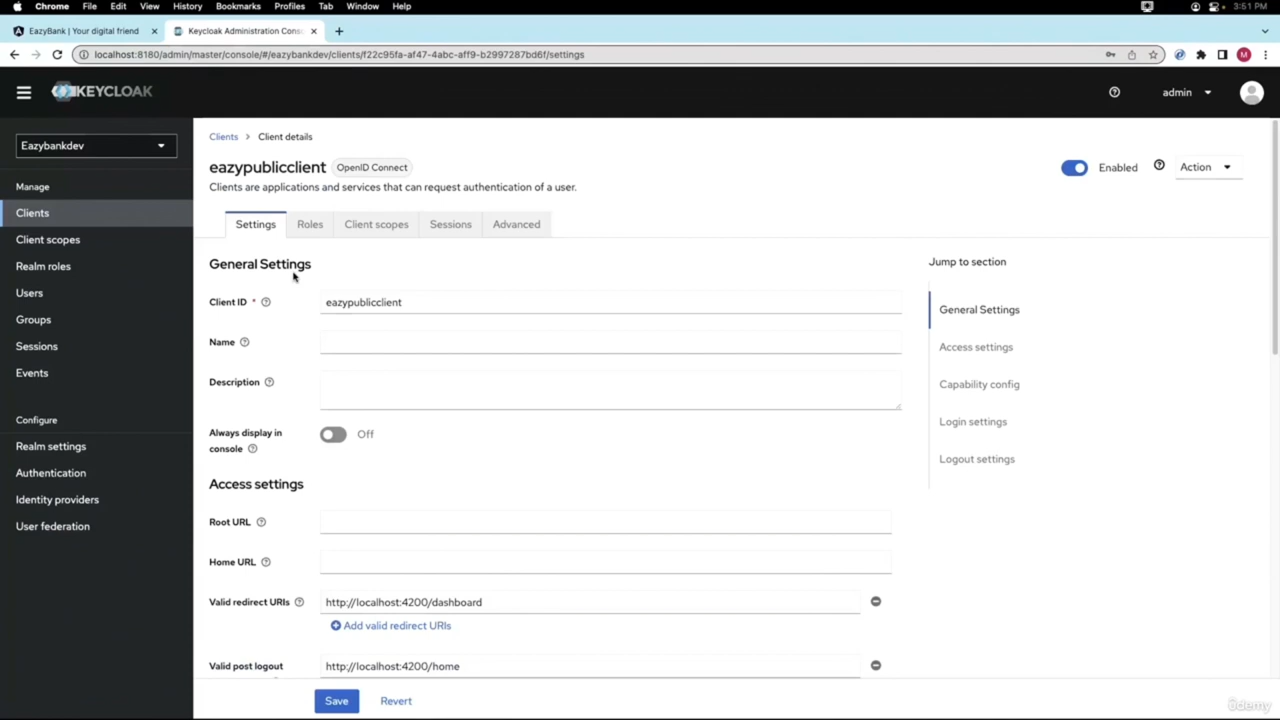 Chrome File Edit View History Bookmarks Profiles Tab Window Help 3:51 PM
EazyBank | Your digital friend Keycloak Administration Conso
localhost:8180/admin/master/console/#/eazybankdev/clients/f22c95fa-af47-4abc-aff9-b2997287bd6f/settings
M
KEYCLOAK admin
Eazybankdev
Manage
Clients
Client scopes
Realm roles
Users
Groups
Sessions
Events
Configure
Realm settings
Authentication
Identity providers
User federation
Clients > Client details
eazypublicclient OpenID Connect
Enabled Action
Clients are applications and services that can request authentication of a user.
Settings Roles Client scopes Sessions Advanced
General Settings
Client ID * eazypublicclient
Name
Description
Always display in
console
Off
Access settings
Root URL
Home URL
Valid redirect URIs http://localhost:4200/dashboard
Add valid redirect URIs
Valid post logout http://localhost:4200/home
Save Revert
Jump to section
General Settings
Access settings
Capability config
Login settings
Logout settings
ûdemy